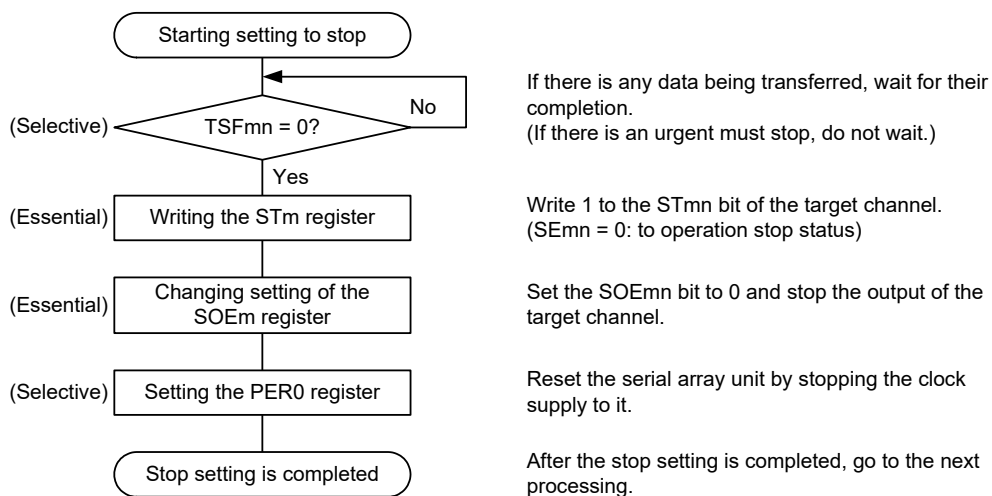 Starting setting to stop
No
(Selective)
TSFmn = 0?
If there is any data being transferred, wait for their
completion.
(If there is an urgent must stop, do not wait.)
Yes
(Essential)
Writing the STm register
Write 1 to the STmn bit of the target channel.
(SEmn = 0: to operation stop status)
(Essential)
Changing setting of the
SOEm register
Set the SOEmn bit to 0 and stop the output of the
target channel.
(Selective)
Setting the PER0 register
Reset the serial array unit by stopping the clock
supply to it.
Stop setting is completed
After the stop setting is completed, go to the next
processing.